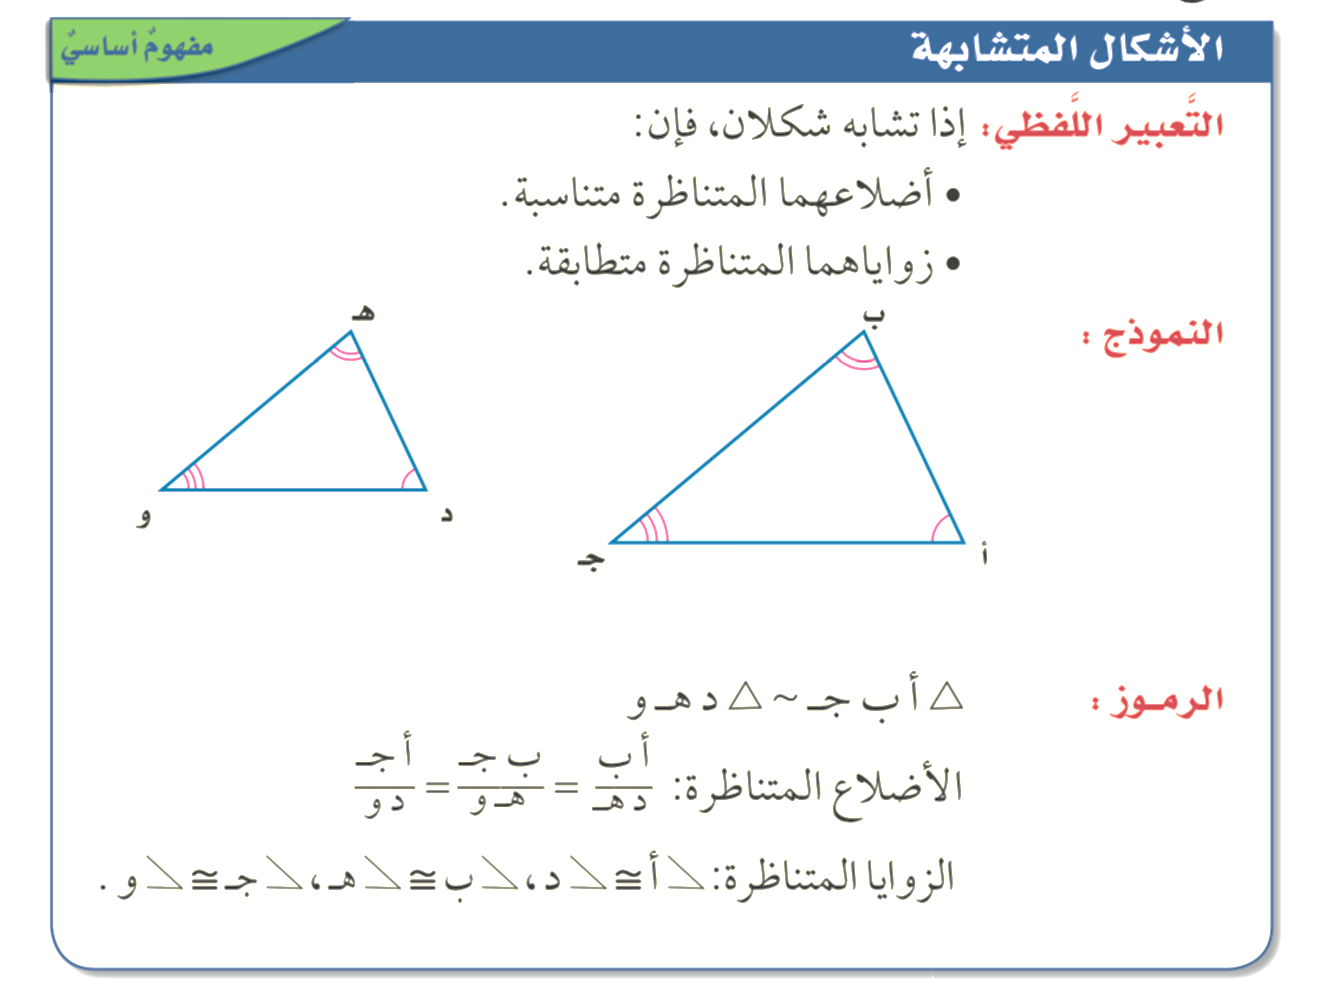 الأشكال المتشابهة
مفهومٌ أساسيٌ
التَّعبير اللَّفظي: إذا تشابه شكلان، فإن:
• أضلاعهما المتناظرة متناسبة.
• زواياهما المتناظرة متطابقة.
النموذج :
ب
هـ
أ
جـ
د
و
الرمـوز : △ أ ب جـ ~ △ د هـ و
الأضلاع المتناظرة: أ ب / د هـ = ب جـ / هـ و = أ جـ / د و
الزوايا المتناظرة: ∠ أ ≅ ∠ د، ∠ ب ≅ ∠ هـ، ∠ جـ ≅ ∠ و .